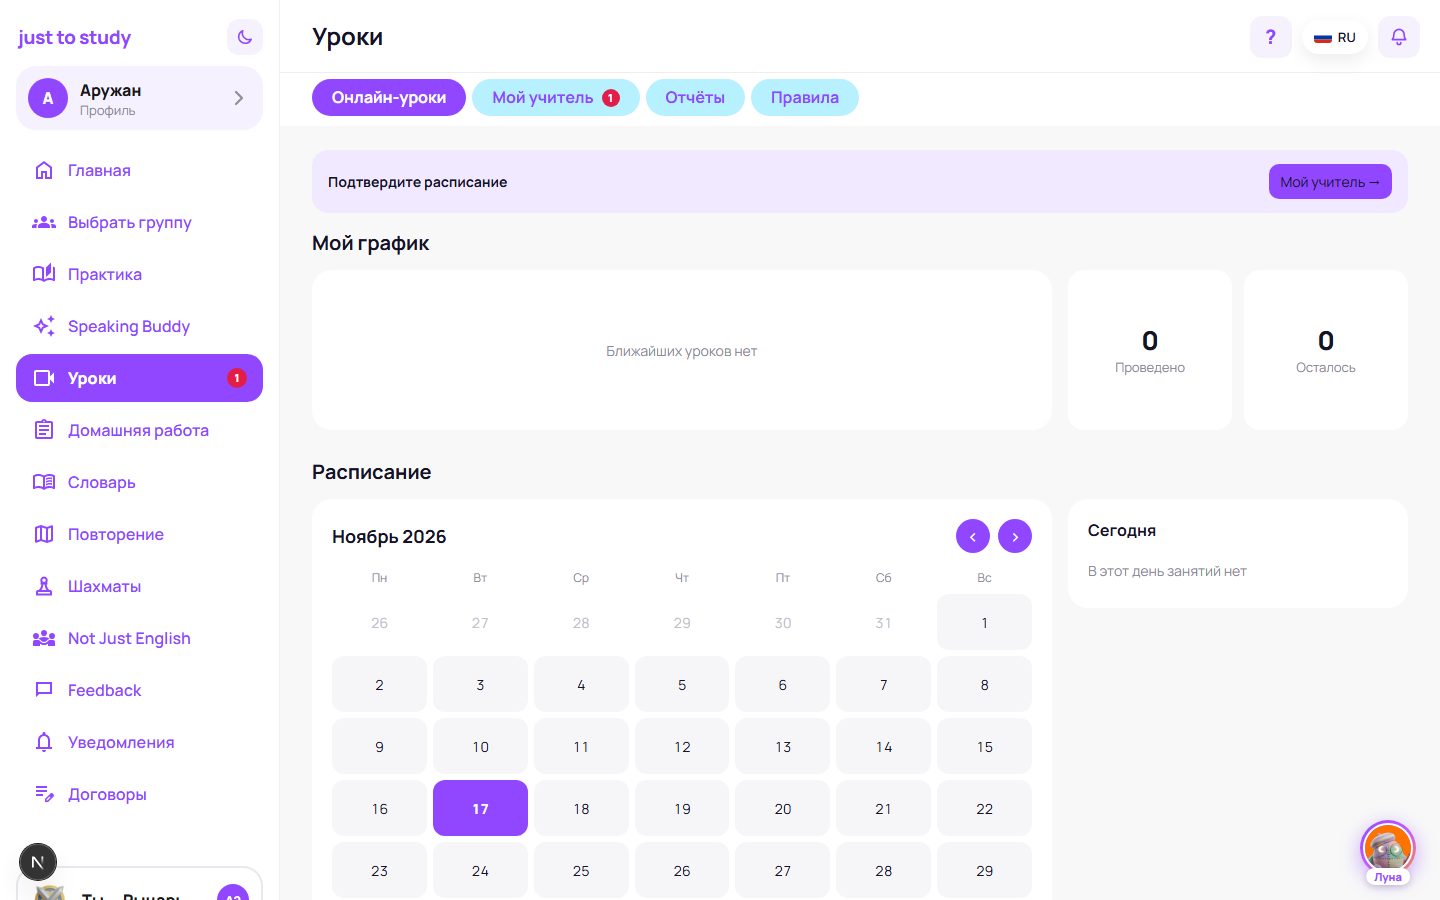 just to study
А
Аружан
Профиль
Главная
Выбрать группу
Практика
Speaking Buddy
Уроки
1
Домашняя работа
Словарь
Повторение
Шахматы
Not Just English
Feedback
Уведомления
Договоры
N
Уроки
?
RU
Онлайн-уроки
Мой учитель 1
Отчёты
Правила
Подтвердите расписание
Мой учитель →
Мой график
Ближайших уроков нет
0
Проведено
0
Осталось
Расписание
Ноябрь 2026
Пн Вт Ср Чт Пт Сб Вс
26 27 28 29 30 31 1
2 3 4 5 6 7 8
9 10 11 12 13 14 15
16 17 18 19 20 21 22
23 24 25 26 27 28 29
Сегодня
В этот день занятий нет
Луна